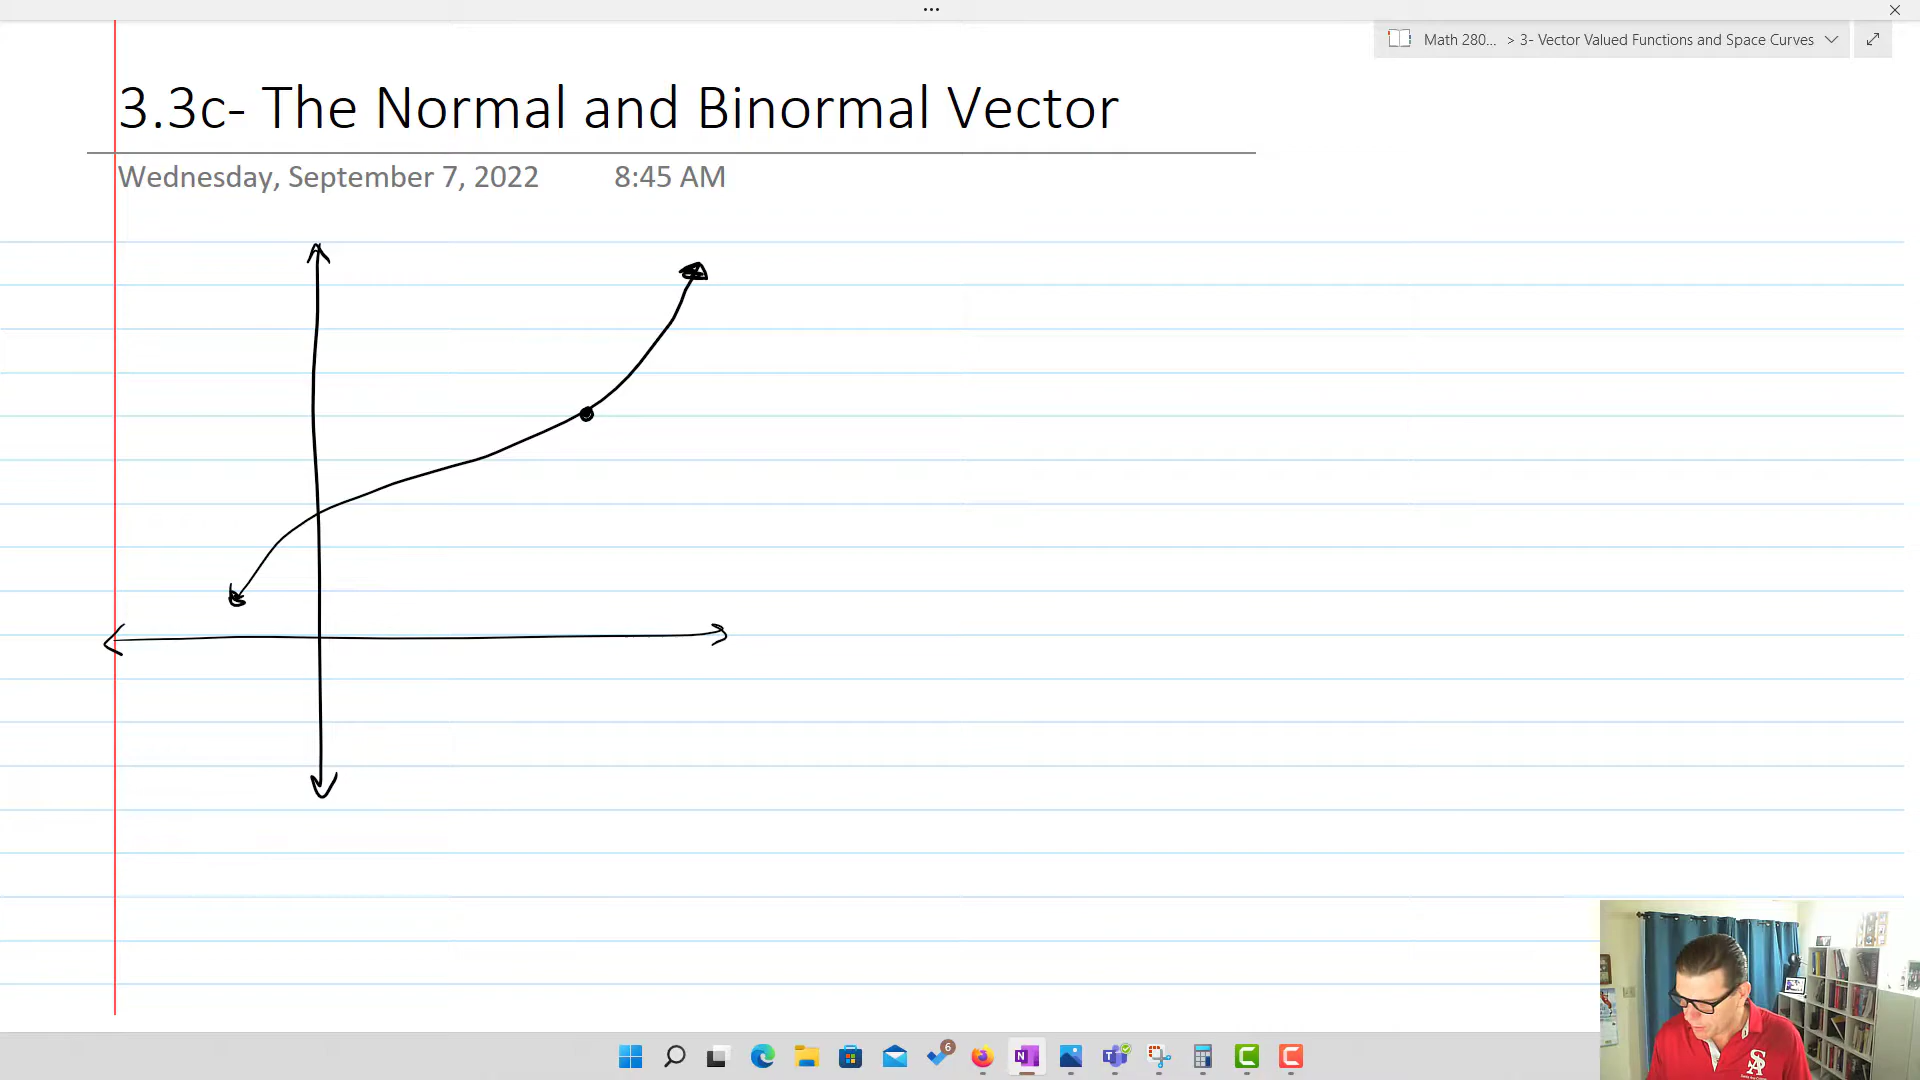 Math 280... > 3- Vector Valued Functions and Space Curves
3.3c- The Normal and Binormal Vector
Wednesday, September 7, 2022 8:45 AM
6